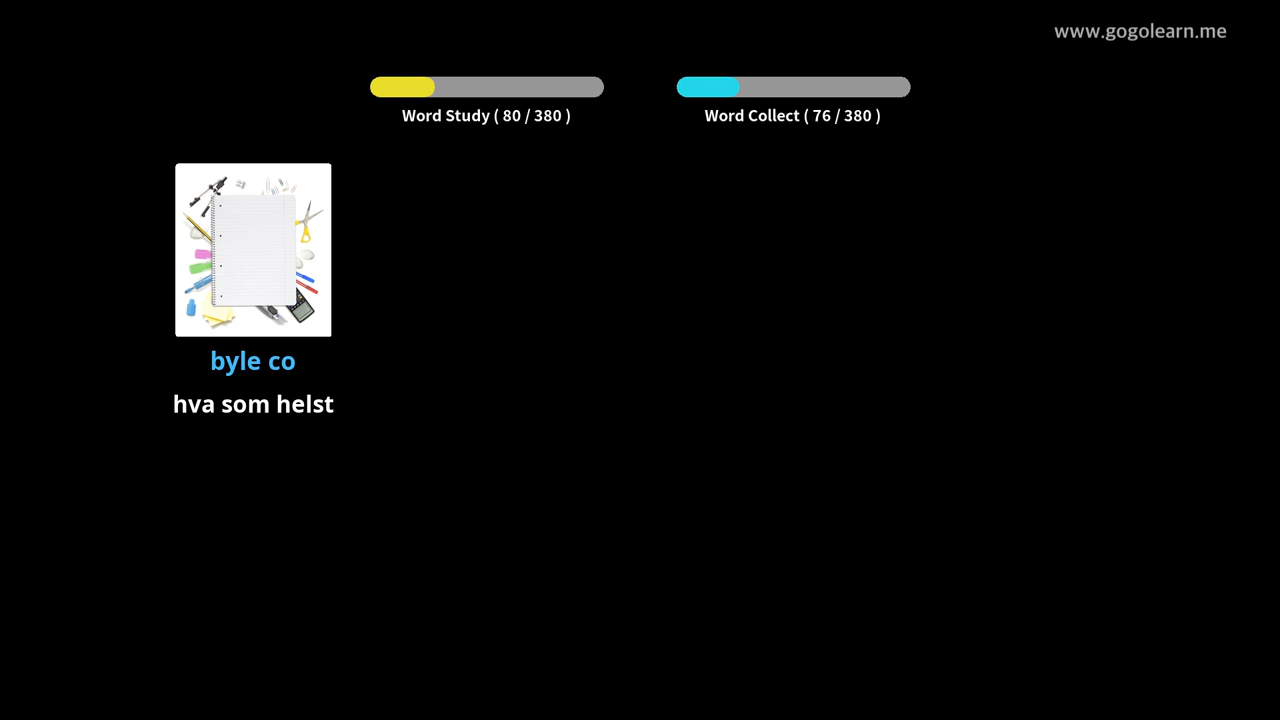 www.gogolearn.me
Word Study ( 80 / 380 )
Word Collect ( 76 / 380 )
byle co
hva som helst